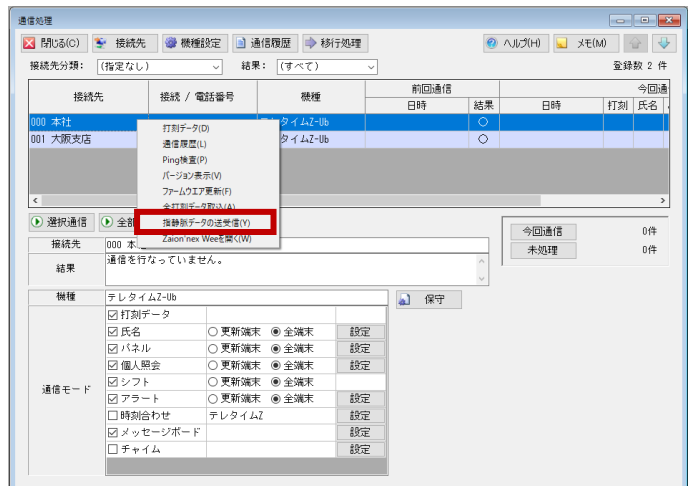 通信処理
閉じる(C) 接続先 機種設定 通信履歴 移行処理 ヘルプ(H) メモ(M)
接続先分類: (指定なし) 結果: (すべて) 登録数 2 件
接続先 接続 / 電話番号 機種 前回通信 今回通
日時 結果 日時 打刻 氏名
000 本社 テレタイムZ-Ub ○
001 大阪支店 タイムZ-Ub ○
打刻データ(D)
通信履歴(L)
Ping検査(P)
バージョン表示(V)
ファームウエア更新(F)
全打刻データ取込(A)
指静脈データの送受信(Y)
Zaion'nex Weeを開く(W)
選択通信 全部
今回通信 0件
未処理 0件
接続先 000 本
結果 通信を行なっていません。
機種 テレタイムZ-Ub 保守
通信モード
打刻データ
氏名 更新端末 全端末 設定
パネル 更新端末 全端末 設定
個人照会 更新端末 全端末 設定
シフト 更新端末 全端末
アラート 更新端末 全端末 設定
時刻合わせ テレタイムZ 設定
メッセージボード 設定
チャイム 設定